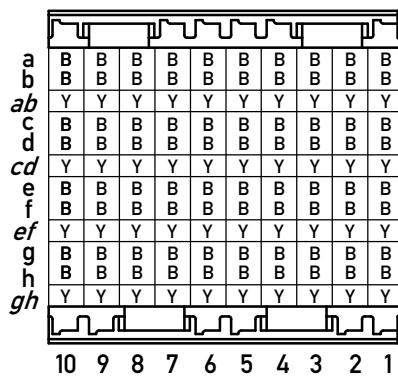 a B B B B B B B B B B
b B B B B B B B B B B
ab Y Y Y Y Y Y Y Y Y Y
c B B B B B B B B B B
d B B B B B B B B B B
cd Y Y Y Y Y Y Y Y Y Y
e B B B B B B B B B B
f B B B B B B B B B B
ef Y Y Y Y Y Y Y Y Y Y
g B B B B B B B B B B
h B B B B B B B B B B
gh Y Y Y Y Y Y Y Y Y Y
10 9 8 7 6 5 4 3 2 1